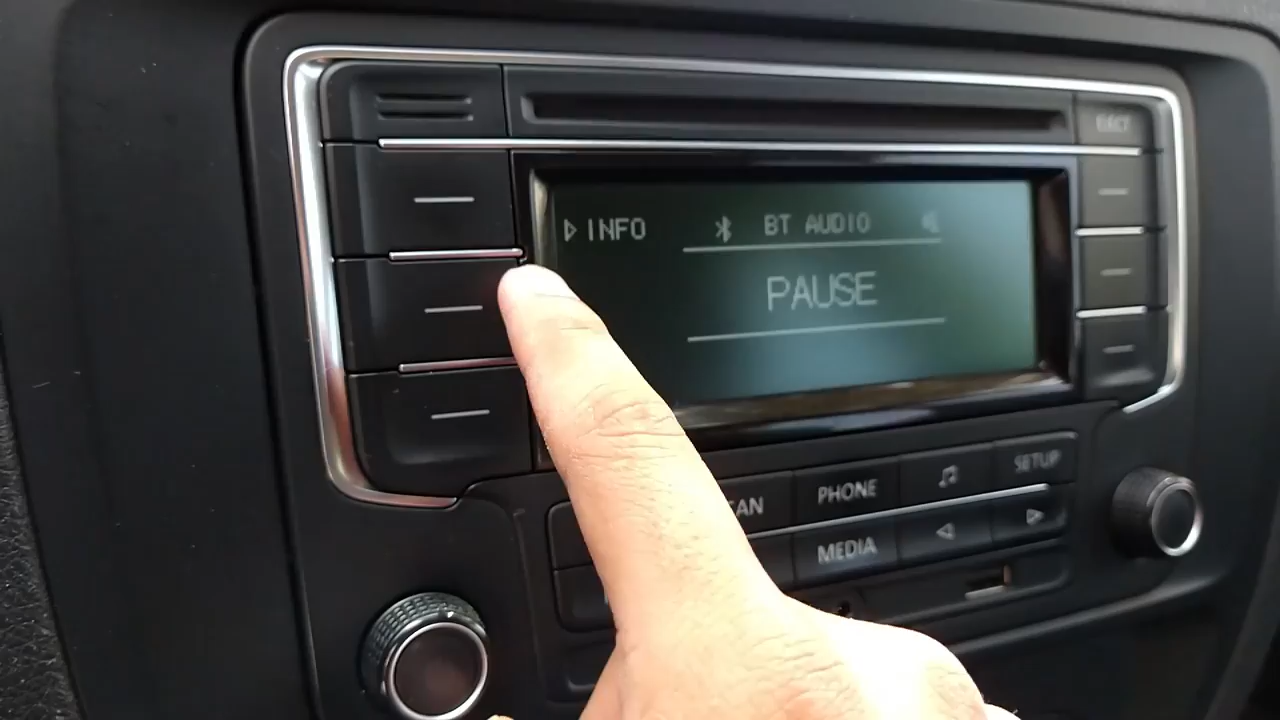 EJECT
INFO BT AUDIO
PAUSE
PHONE SETUP
MEDIA